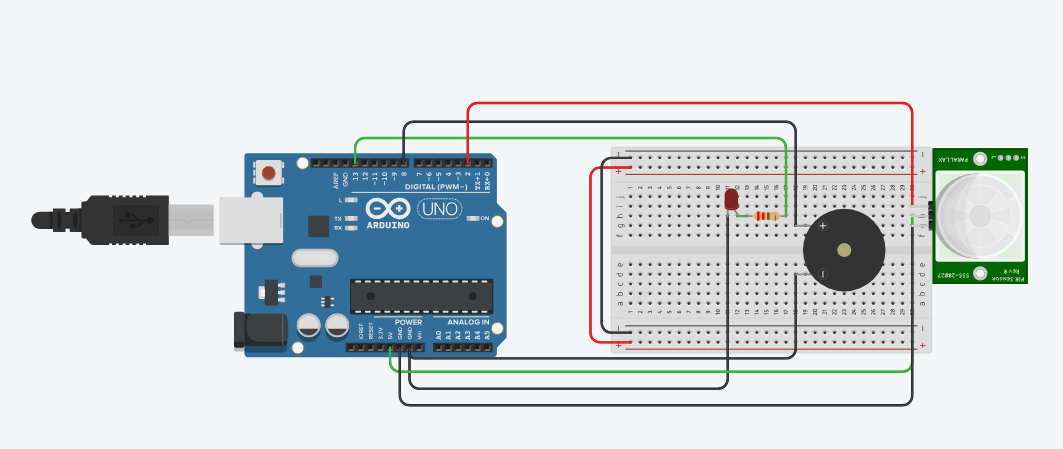 AREF
GND
13
12
~11
~10
~9
8
7
~6
~5
4
~3
2
TX→1
RX←0
DIGITAL (PWM~)
L
TX
RX
ARDUINO
UNO
ON
IOREF
RESET
3.3V
5V
GND
GND
Vin
POWER
ANALOG IN
A0
A1
A2
A3
A4
A5
PARALLAX
PIR SENSOR
Rev B
555-28027